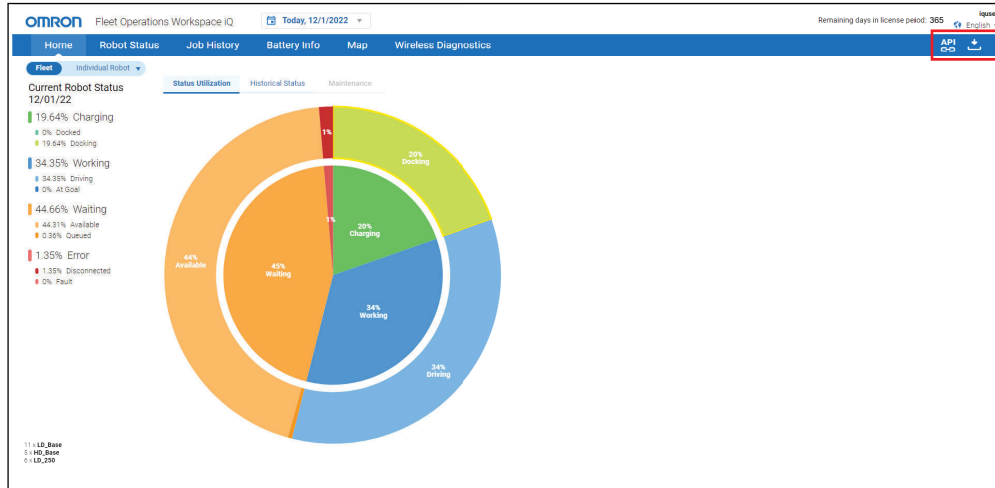 OMRON Fleet Operations Workspace iQ
Today, 12/1/2022
Remaining days in license peiod: 365
iquse
English
Home Robot Status Job History Battery Info Map Wireless Diagnostics
API
Fleet Individual Robot
Current Robot Status
12/01/22
Status Utilization Historical Status Maintenance
19.64% Charging
0% Docked
19.64% Docking
34.35% Working
34.35% Driving
0% At Goal
44.66% Waiting
44.31% Available
0.36% Queued
1.35% Error
1.35% Disconnected
0% Fault
1%
20%
Docking
1%
20%
Charging
44%
Available
45%
Waiting
34%
Working
34%
Driving
11 x LD_Base
5 x HD_Base
6 x LD_250